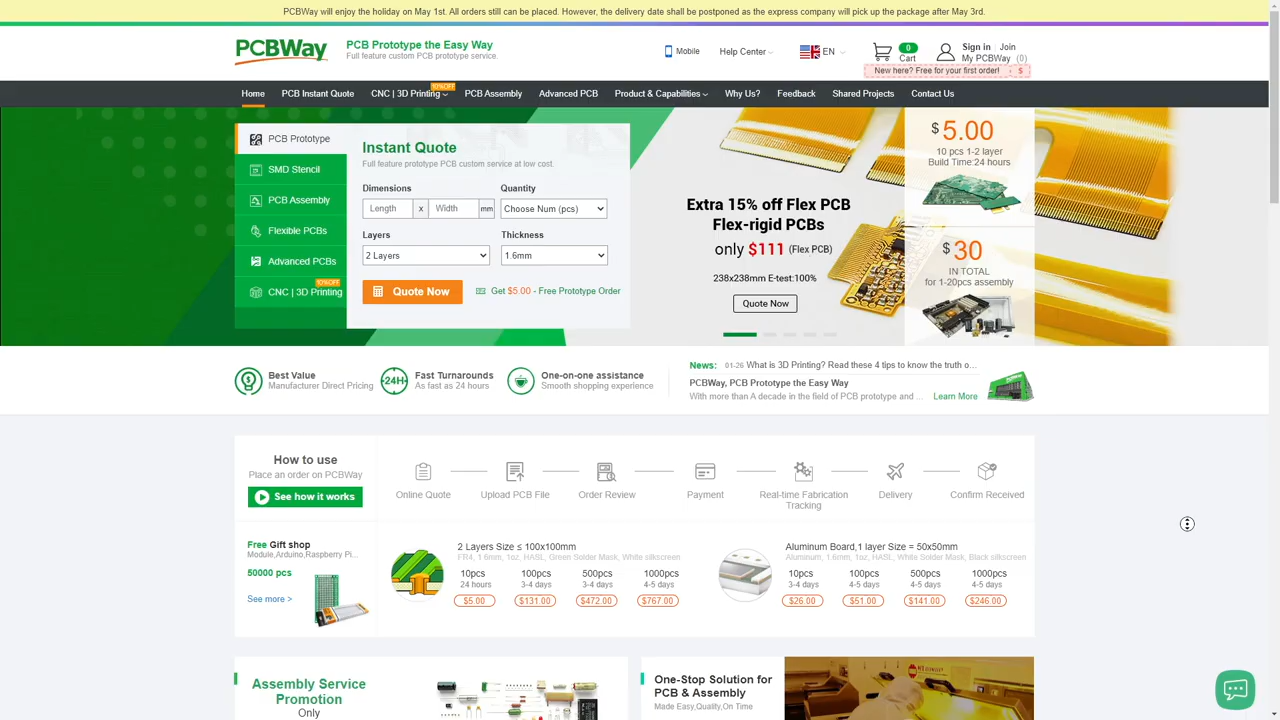 PCBWay will enjoy the holiday on May 1st. All orders still can be placed. However, the delivery date shall be postponed as the express company will pick up the package after May 3rd.
PCBWay
PCB Prototype the Easy Way
Full feature custom PCB prototype service.
Mobile
Help Center
EN
0
Cart
Sign in
Join
My PCBWay (0)
New here? Free for your first order!
$
Home
PCB Instant Quote
CNC | 3D Printing
10%OFF
PCB Assembly
Advanced PCB
Product & Capabilities
Why Us?
Feedback
Shared Projects
Contact Us
PCB Prototype
SMD Stencil
PCB Assembly
Flexible PCBs
Advanced PCBs
10%OFF
CNC | 3D Printing
Instant Quote
Full feature prototype PCB custom service at low cost.
Dimensions
Quantity
Length
x
Width
mm
Choose Num (pcs)
Layers
Thickness
2 Layers
1.6mm
Quote Now
Get $5.00 - Free Prototype Order
Extra 15% off Flex PCB
Flex-rigid PCBs
only $111 (Flex PCB)
238x238mm E-test:100%
Quote Now
$5.00
10 pcs 1-2 layer
Build Time:24 hours
$30
IN TOTAL
for 1-20pcs assembly
Best Value
Manufacturer Direct Pricing
24H
Fast Turnarounds
As fast as 24 hours
One-on-one assistance
Smooth shopping experience
News:
01-26 What is 3D Printing? Read these 4 tips to know the truth o...
PCBWay, PCB Prototype the Easy Way
With more than A decade in the field of PCB prototype and ...
Learn More
How to use
Place an order on PCBWay
See how it works
Online Quote
Upload PCB File
Order Review
Payment
Real-time Fabrication
Tracking
Delivery
Confirm Received
Free Gift shop
Module,Arduino,Raspberry Pi...
50000 pcs
See more >
2 Layers Size ≤ 100x100mm
FR4, 1.6mm, 1oz, HASL, Green Solder Mask, White silkscreen
10pcs 100pcs 500pcs 1000pcs
24 hours 3-4 days 3-4 days 4-5 days
$5.00 $131.00 $472.00 $767.00
Aluminum Board,1 layer Size = 50x50mm
Aluminum, 1.6mm, 1oz, HASL, White Solder Mask, Black silkscreen
10pcs 100pcs 500pcs 1000pcs
3-4 days 4-5 days 4-5 days 4-5 days
$26.00 $51.00 $141.00 $246.00
Assembly Service
Promotion
Only
One-Stop Solution for
PCB & Assembly
Made Easy,Quality,On Time